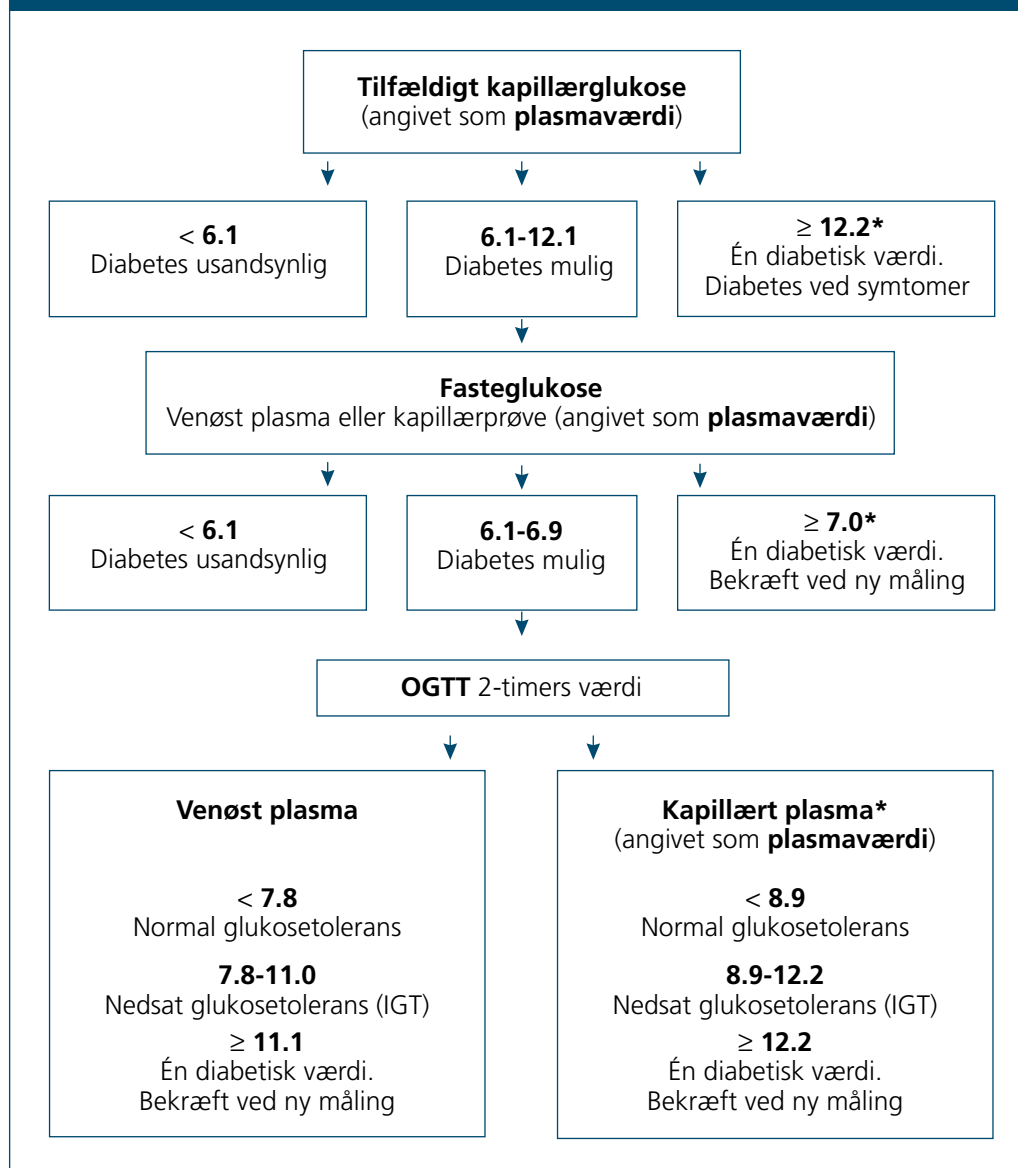 Tilfældigt kapillærglukose
(angivet som plasmaværdi)
< 6.1
Diabetes usandsynlig
6.1-12.1
Diabetes mulig
≥ 12.2*
Én diabetisk værdi.
Diabetes ved symtomer
Fasteglukose
Venøst plasma eller kapillærprøve (angivet som plasmaværdi)
< 6.1
Diabetes usandsynlig
6.1-6.9
Diabetes mulig
≥ 7.0*
Én diabetisk værdi.
Bekræft ved ny måling
OGTT 2-timers værdi
Venøst plasma
< 7.8
Normal glukosetolerans
7.8-11.0
Nedsat glukosetolerans (IGT)
≥ 11.1
Én diabetisk værdi.
Bekræft ved ny måling
Kapillært plasma*
(angivet som plasmaværdi)
< 8.9
Normal glukosetolerans
8.9-12.2
Nedsat glukosetolerans (IGT)
≥ 12.2
Én diabetisk værdi.
Bekræft ved ny måling